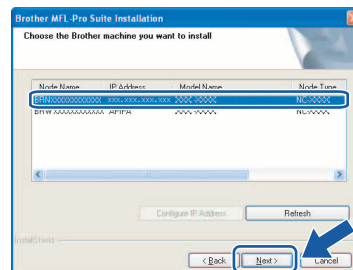 Brother MFL-Pro Suite Installation
Choose the Brother machine you want to install
Node Name IP Address Model Name Node Type
BRNXXXXXXXXXXXX xxx.xxx.xxx.xxx XXX-XXXX NC-XXXX
BRWXXXXXXXXXXXX APIPA XXX-XXXX NC-XXXX
Configure IP Address Refresh
InstallShield
< Back Next > Cancel